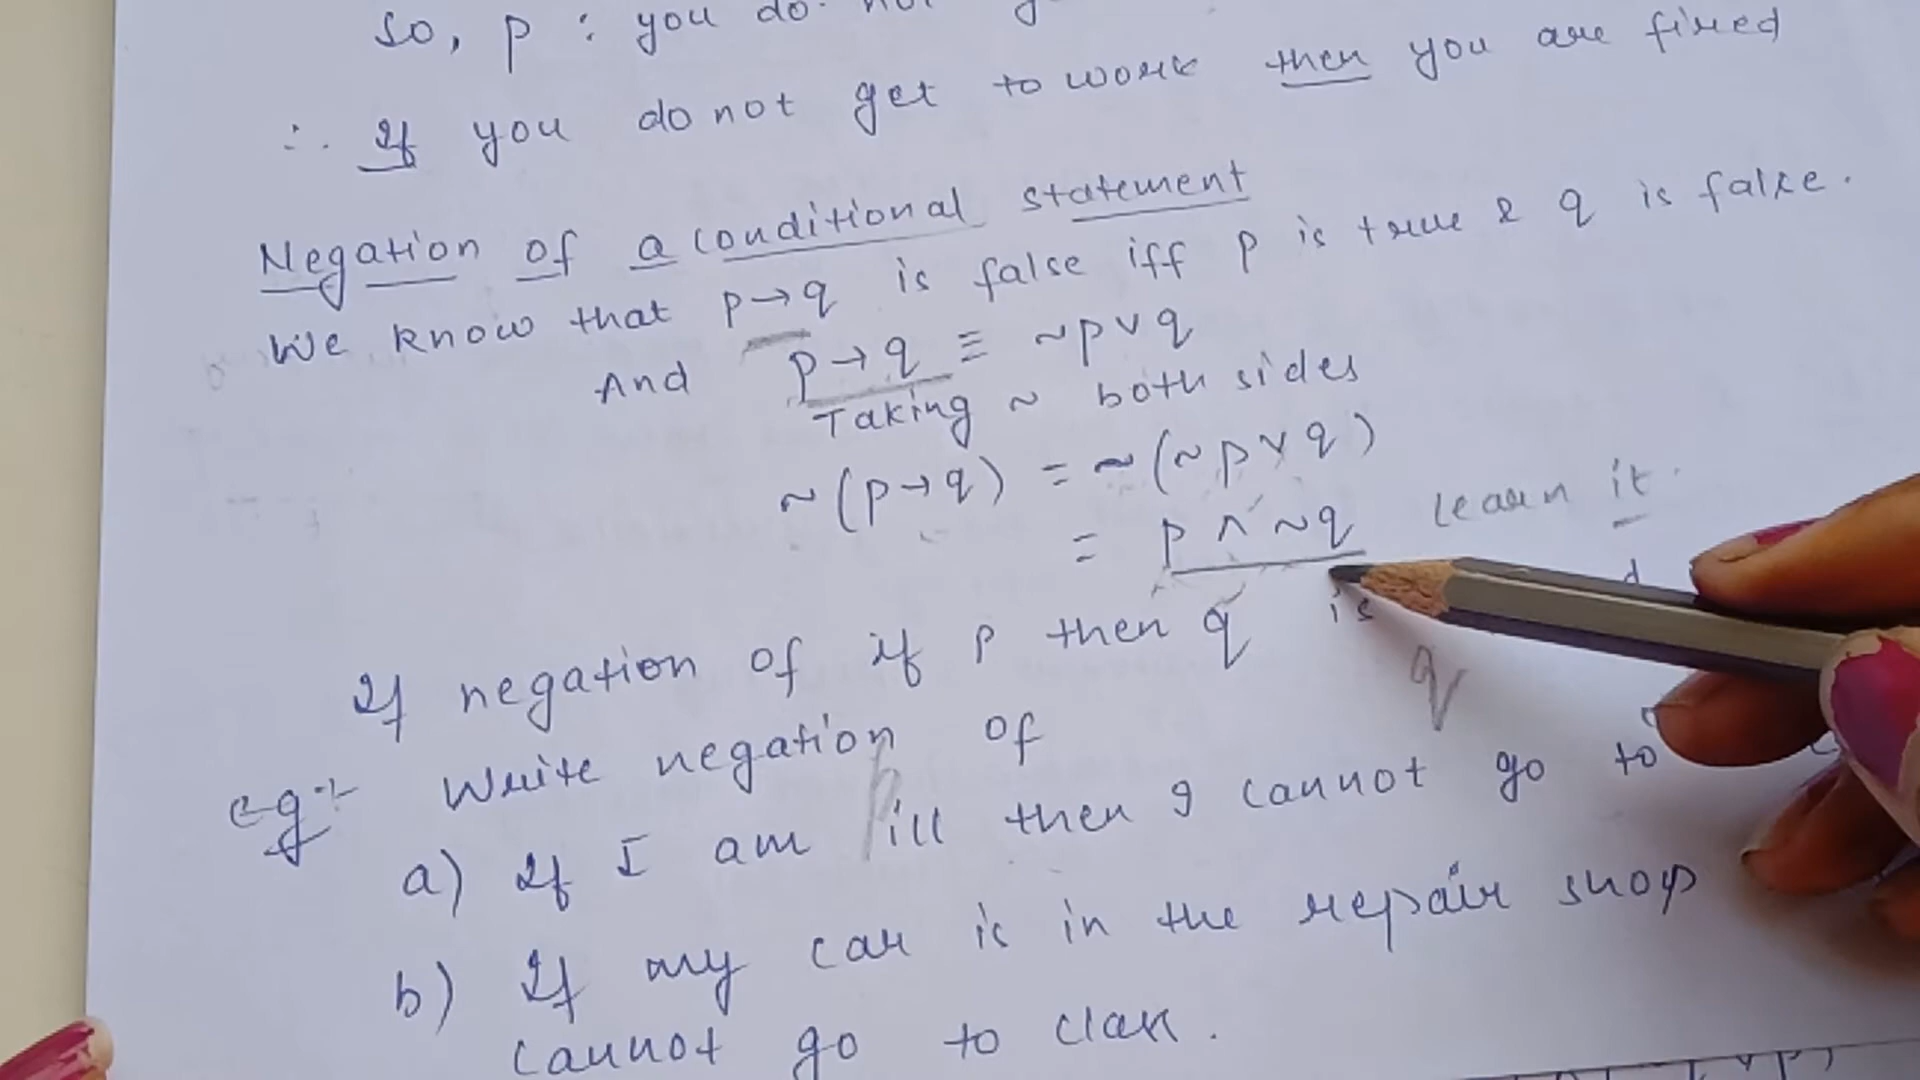 So, p : you do not
∴ If you do not get to work then you are fired
Negation of a conditional statement
We know that p→q is false iff p is true & q is false.
And p→q ≡ ~p∨q
Taking ~ both sides
~(p→q) = ~(~p∨q)
= p∧~q learn it.
If negation of if p then q is
q
eg:- Write negation of
p
a) If I am ill then I cannot go to
b) If my car is in the repair shop
cannot go to class.